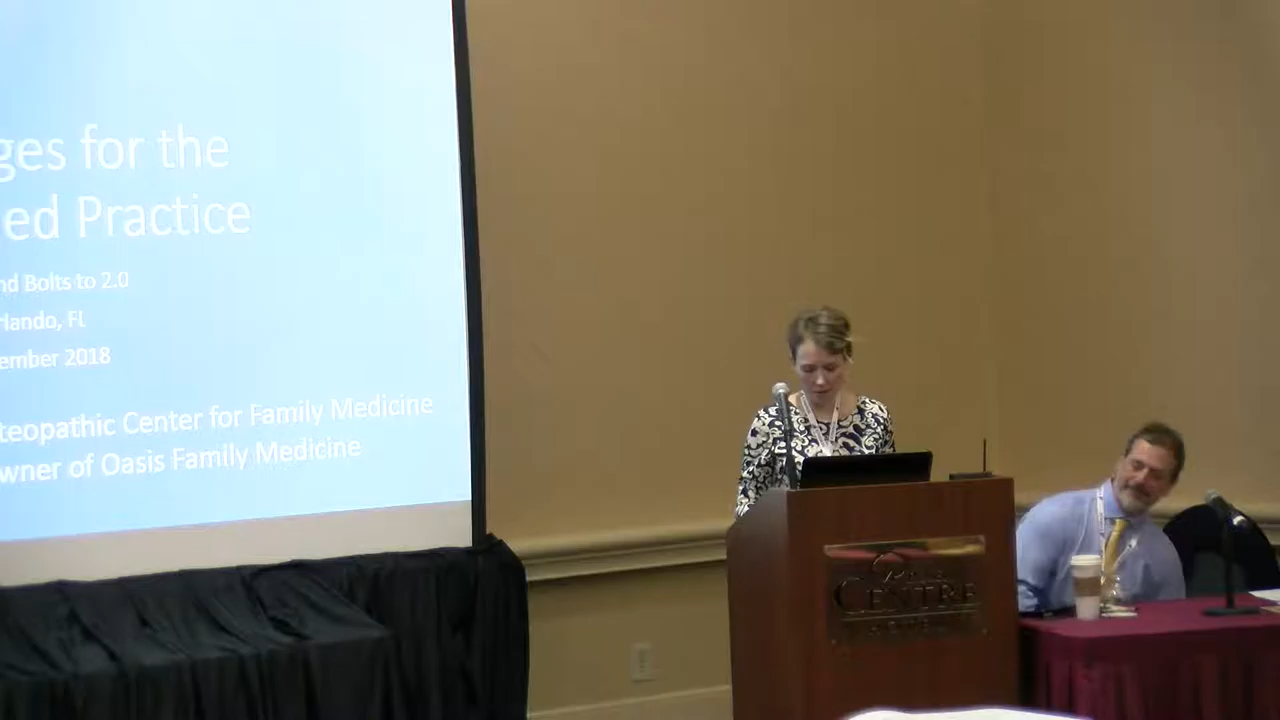 ges for the
ed Practice
nd Bolts to 2.0
rlando, FL
ember 2018
teopathic Center for Family Medicine
wner of Oasis Family Medicine
CENTRE